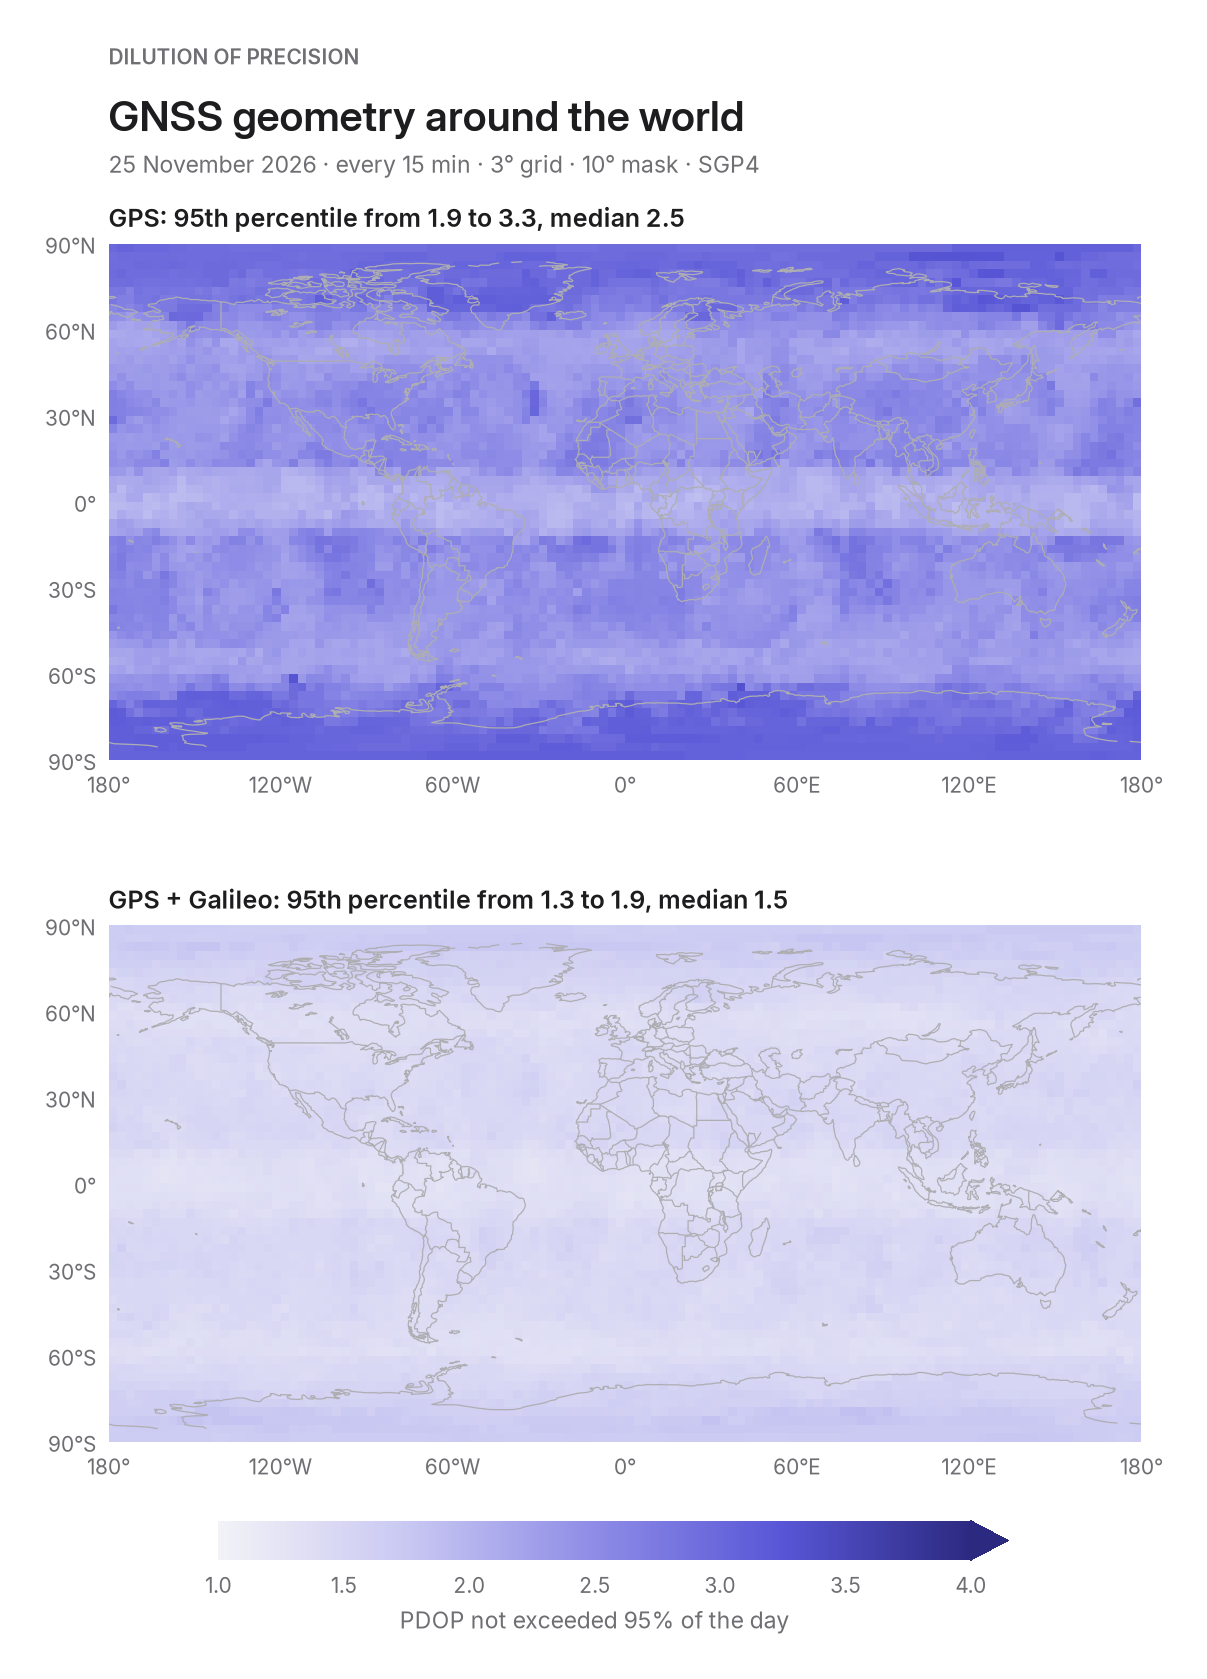 DILUTION OF PRECISION
GNSS geometry around the world
25 November 2026 · every 15 min · 3° grid · 10° mask · SGP4
GPS: 95th percentile from 1.9 to 3.3, median 2.5
90°N
60°N
30°N
0°
30°S
60°S
90°S
180° 120°W 60°W 0° 60°E 120°E 180°
GPS + Galileo: 95th percentile from 1.3 to 1.9, median 1.5
90°N
60°N
30°N
0°
30°S
60°S
90°S
180° 120°W 60°W 0° 60°E 120°E 180°
1.0 1.5 2.0 2.5 3.0 3.5 4.0
PDOP not exceeded 95% of the day